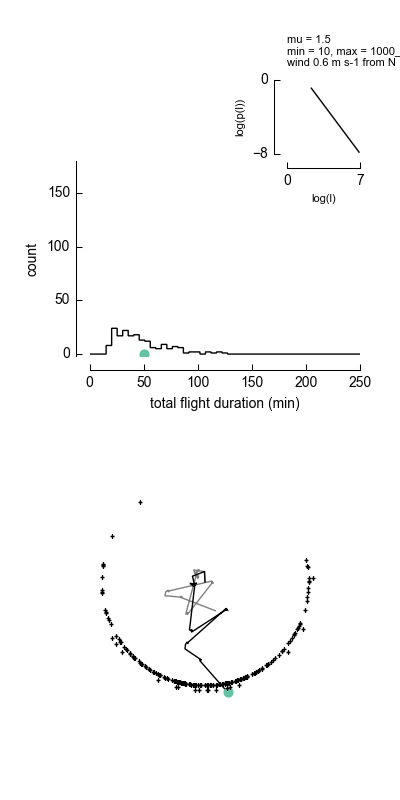 mu = 1.5
min = 10, max = 1000_
wind 0.6 m s-1 from N
0
log(p(l))
−8
0 7
log(l)
150
100
count
50
0
0 50 100 150 200 250
total flight duration (min)